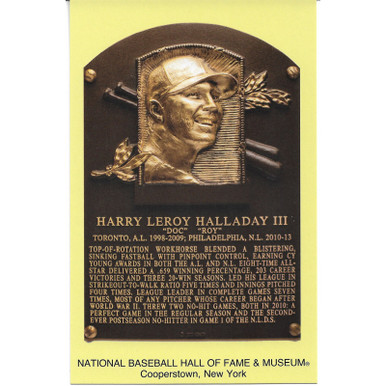 HARRY LEROY HALLADAY III
"DOC" "ROY"
TORONTO, A.L. 1998-2009; PHILADELPHIA, N.L. 2010-13
TOP-OF-ROTATION WORKHORSE BLENDED A BLISTERING,
SINKING FASTBALL WITH PINPOINT CONTROL, EARNING CY
YOUNG AWARDS IN BOTH THE A.L. AND N.L. EIGHT-TIME ALL-
STAR DELIVERED A .659 WINNING PERCENTAGE, 203 CAREER
VICTORIES AND THREE 20-WIN SEASONS. LED HIS LEAGUE IN
STRIKEOUT-TO-WALK RATIO FIVE TIMES AND INNINGS PITCHED
FOUR TIMES. LEAGUE LEADER IN COMPLETE GAMES SEVEN
TIMES, MOST OF ANY PITCHER WHOSE CAREER BEGAN AFTER
WORLD WAR II. THREW TWO NO-HIT GAMES, BOTH IN 2010: A
PERFECT GAME IN THE REGULAR SEASON AND THE SECOND-
EVER POSTSEASON NO-HITTER IN GAME 1 OF THE N.L.D.S.
NATIONAL BASEBALL HALL OF FAME & MUSEUM®
Cooperstown, New York